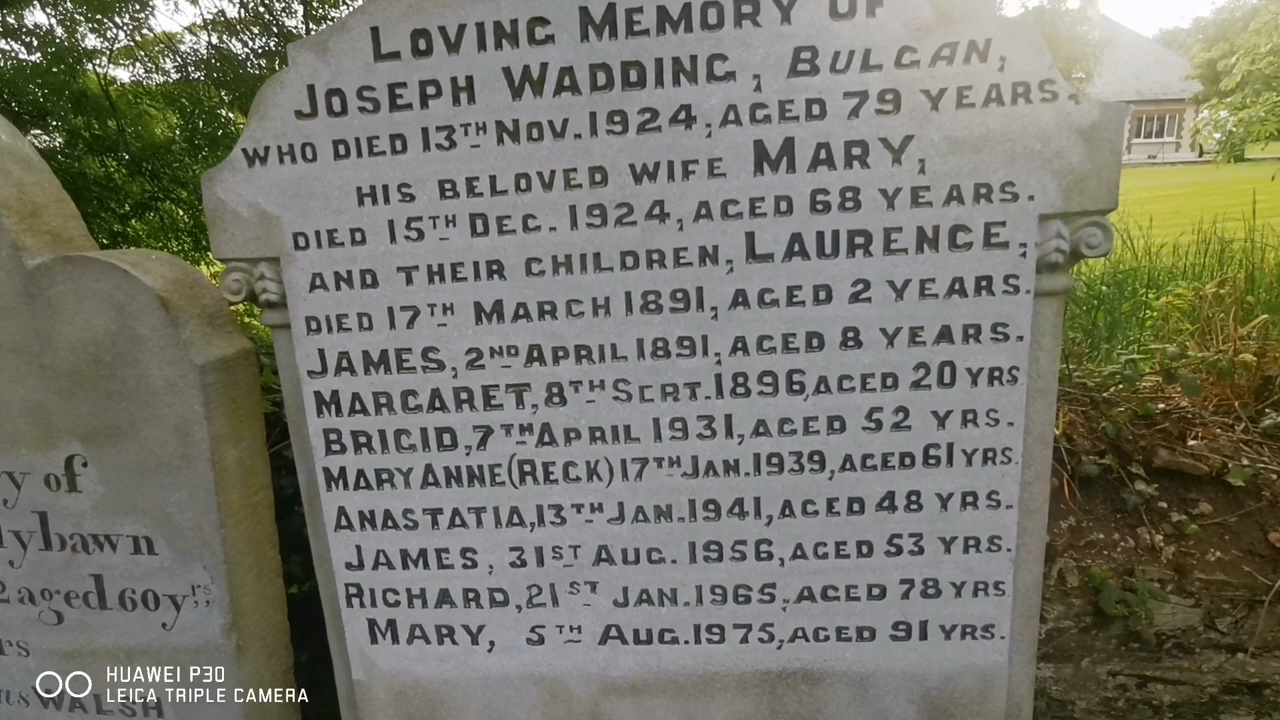 LOVING MEMORY OF
JOSEPH WADDING, BULGAN,
WHO DIED 13TH NOV. 1924, AGED 79 YEARS.
HIS BELOVED WIFE MARY,
DIED 15TH DEC. 1924, AGED 68 YEARS.
AND THEIR CHILDREN, LAURENCE,
DIED 17TH MARCH 1891, AGED 2 YEARS.
JAMES, 2ND APRIL 1891, AGED 8 YEARS.
MARGARET, 8TH SEPT. 1896, AGED 20 YRS
BRIGID, 7TH APRIL 1931, AGED 52 YRS.
MARY ANNE (RECK) 17TH JAN. 1939, AGED 61 YRS.
ANASTATIA, 13TH JAN. 1941, AGED 48 YRS.
JAMES, 31ST AUG. 1956, AGED 53 YRS.
RICHARD, 21ST JAN. 1965, AGED 78 YRS
MARY, 5TH AUG. 1975, AGED 91 YRS.
y of
lybawn
2 aged 60 yrs;
rs
WALSH
HUAWEI P30
LEICA TRIPLE CAMERA